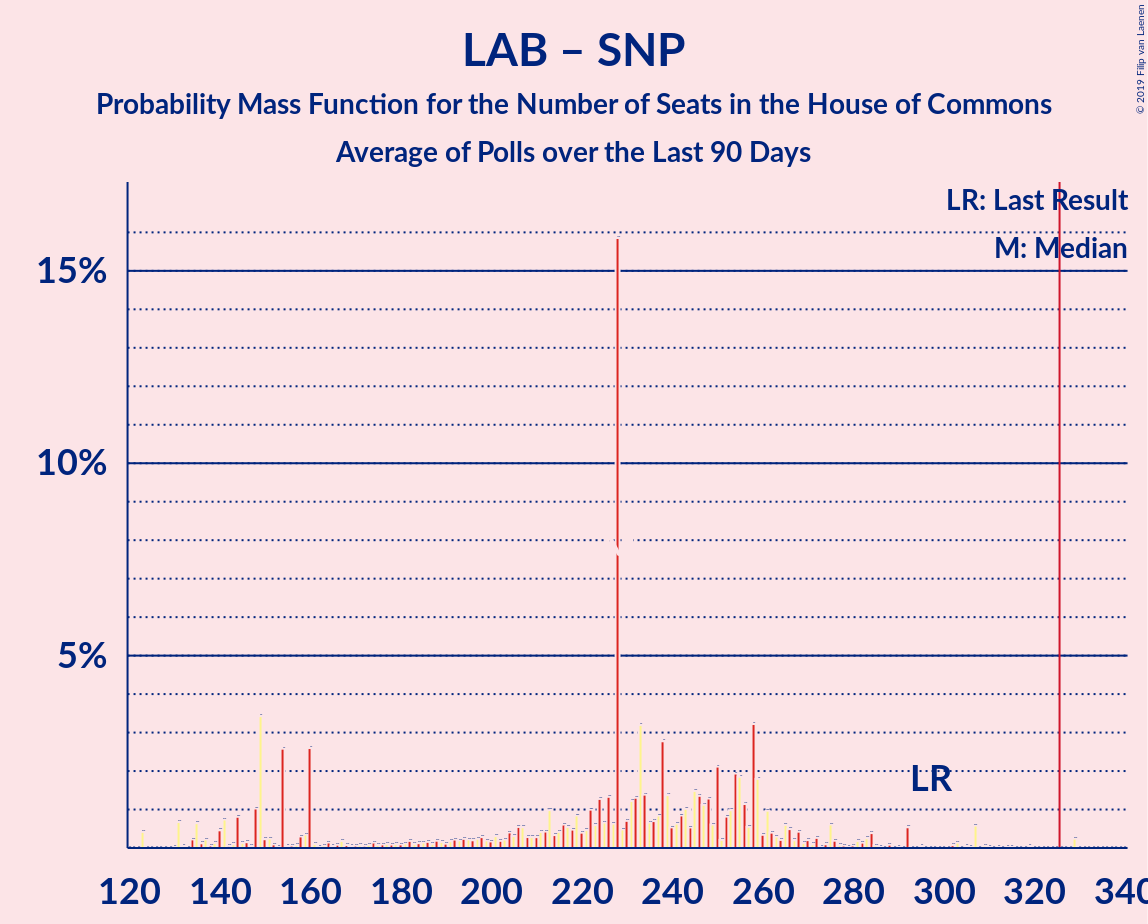 LAB – SNP
Probability Mass Function for the Number of Seats in the House of Commons
Average of Polls over the Last 90 Days
© 2019 Filip van Laenen
LR: Last Result
M: Median
15%
10%
5%
LR
120 140 160 180 200 220 240 260 280 300 320 340